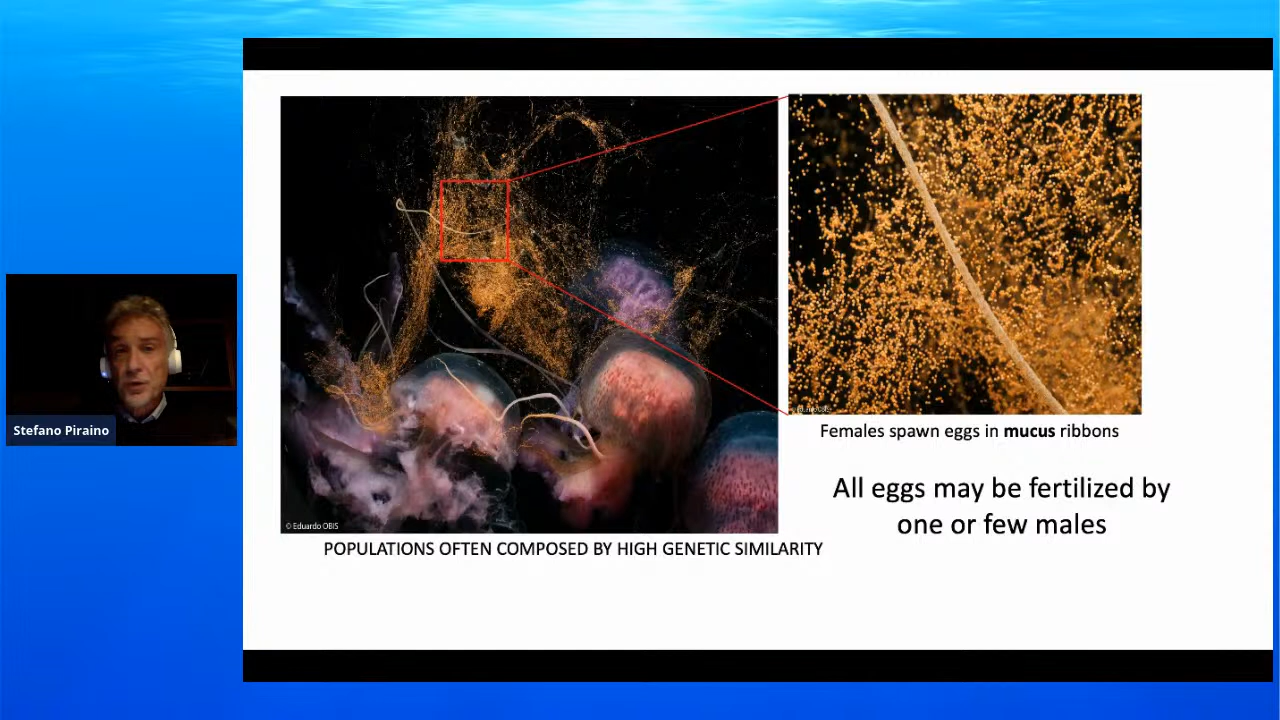 Stefano Piraino
© Eduardo OBIS
POPULATIONS OFTEN COMPOSED BY HIGH GENETIC SIMILARITY
Females spawn eggs in mucus ribbons
All eggs may be fertilized by
one or few males